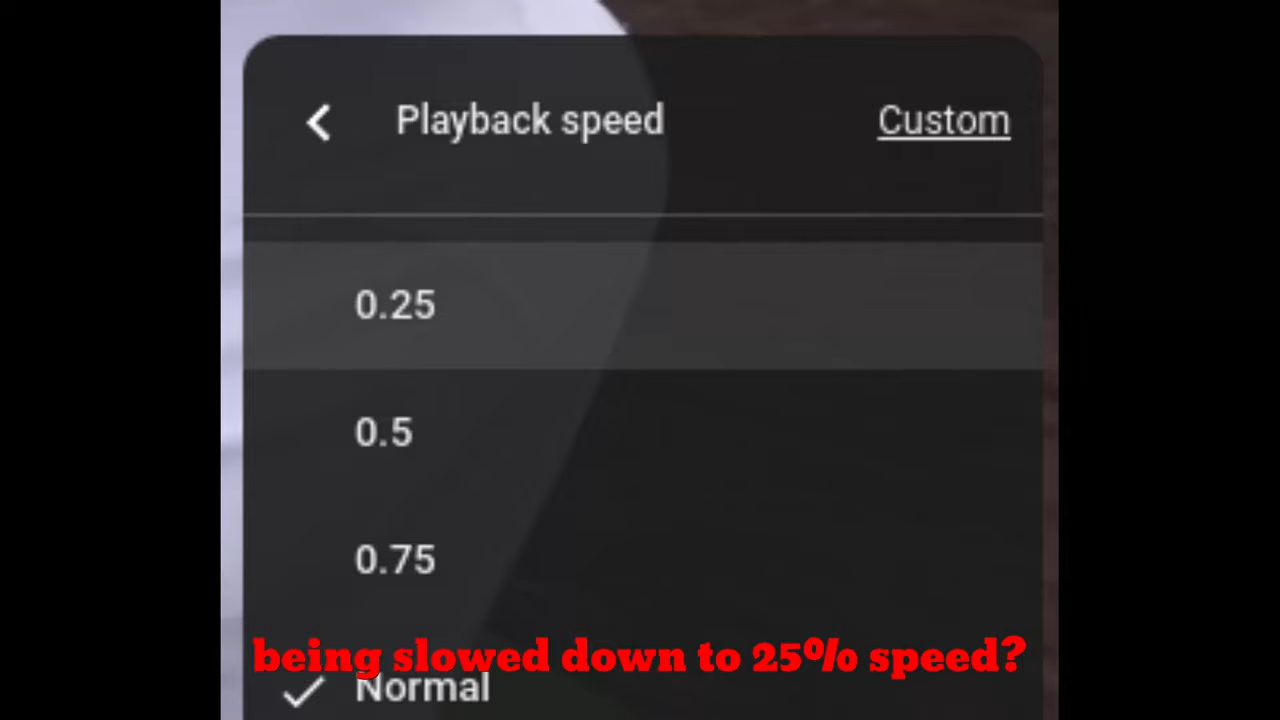 Playback speed Custom
0.25
0.5
0.75
being slowed down to 25% speed?
Normal